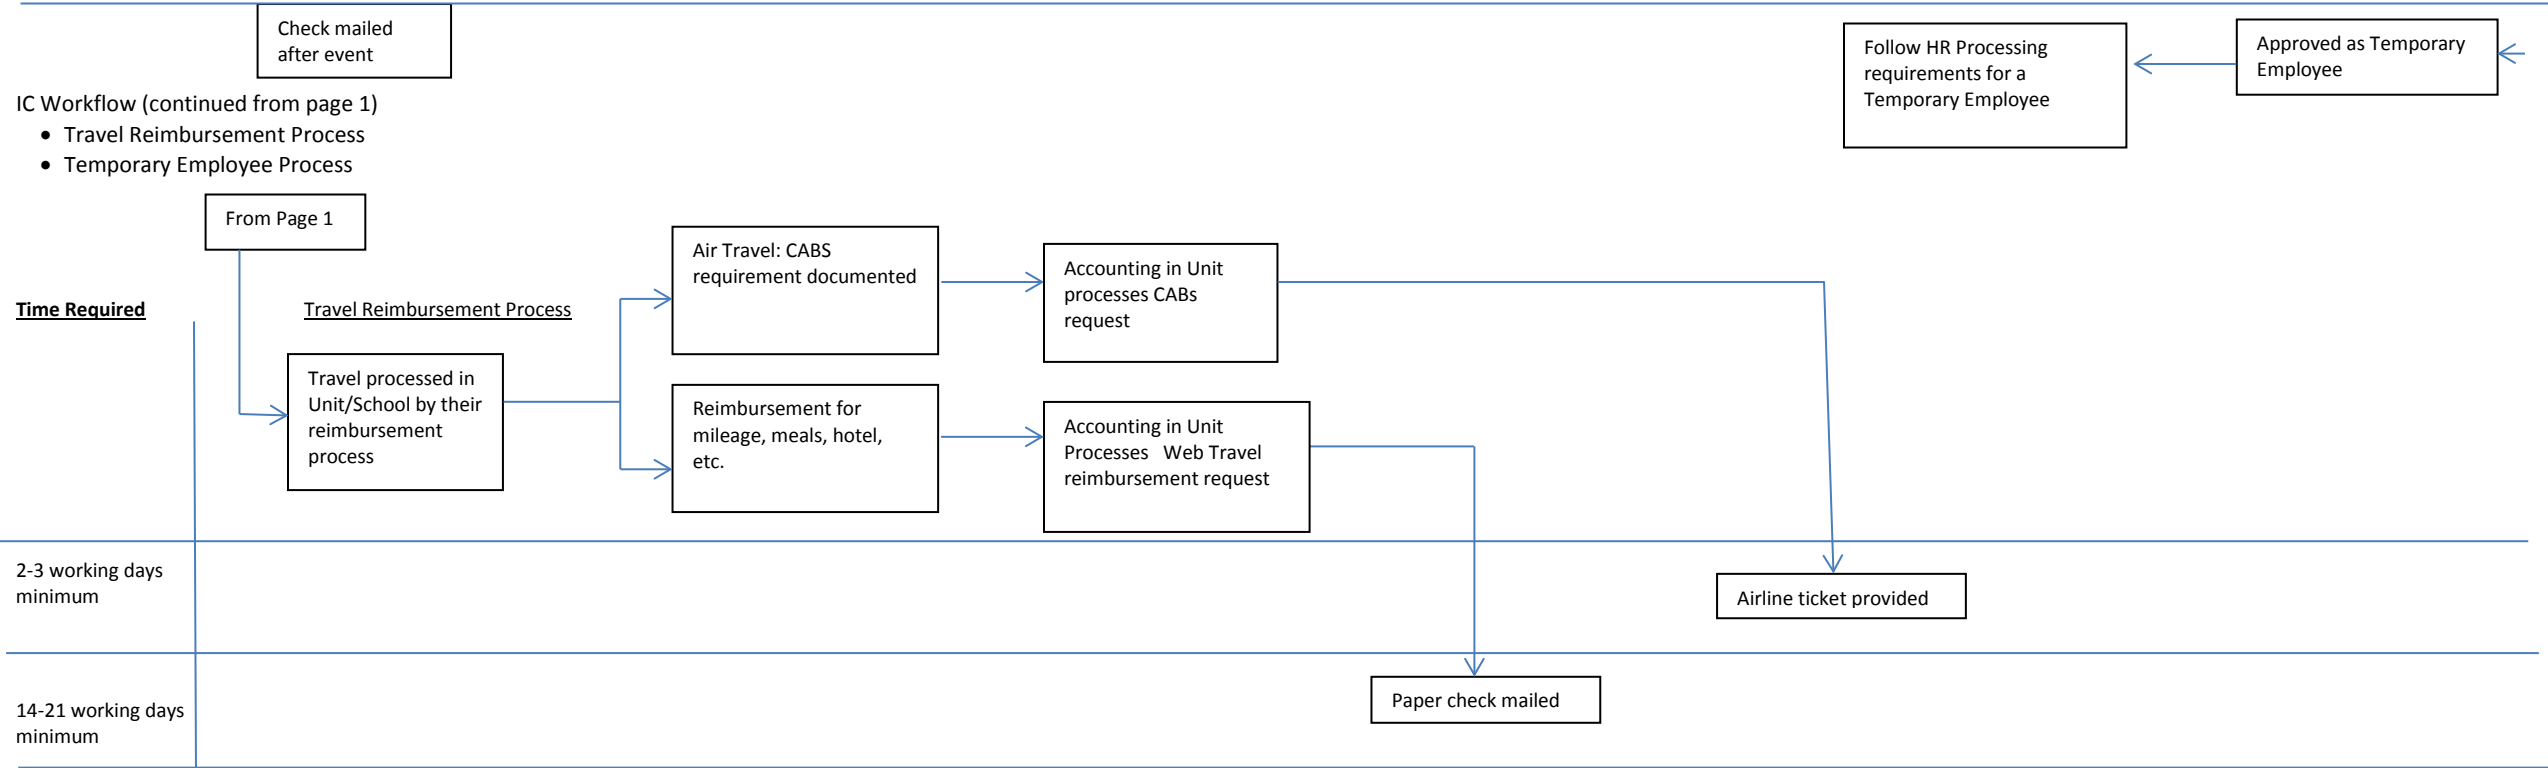 Check mailed
after event
Follow HR Processing
requirements for a
Temporary Employee
Approved as Temporary
Employee
IC Workflow (continued from page 1)
• Travel Reimbursement Process
• Temporary Employee Process
From Page 1
Time Required
Travel Reimbursement Process
Travel processed in
Unit/School by their
reimbursement
process
Air Travel: CABS
requirement documented
Accounting in Unit
processes CABs
request
Reimbursement for
mileage, meals, hotel,
etc.
Accounting in Unit
Processes   Web Travel
reimbursement request
2-3 working days
minimum
Airline ticket provided
14-21 working days
minimum
Paper check mailed